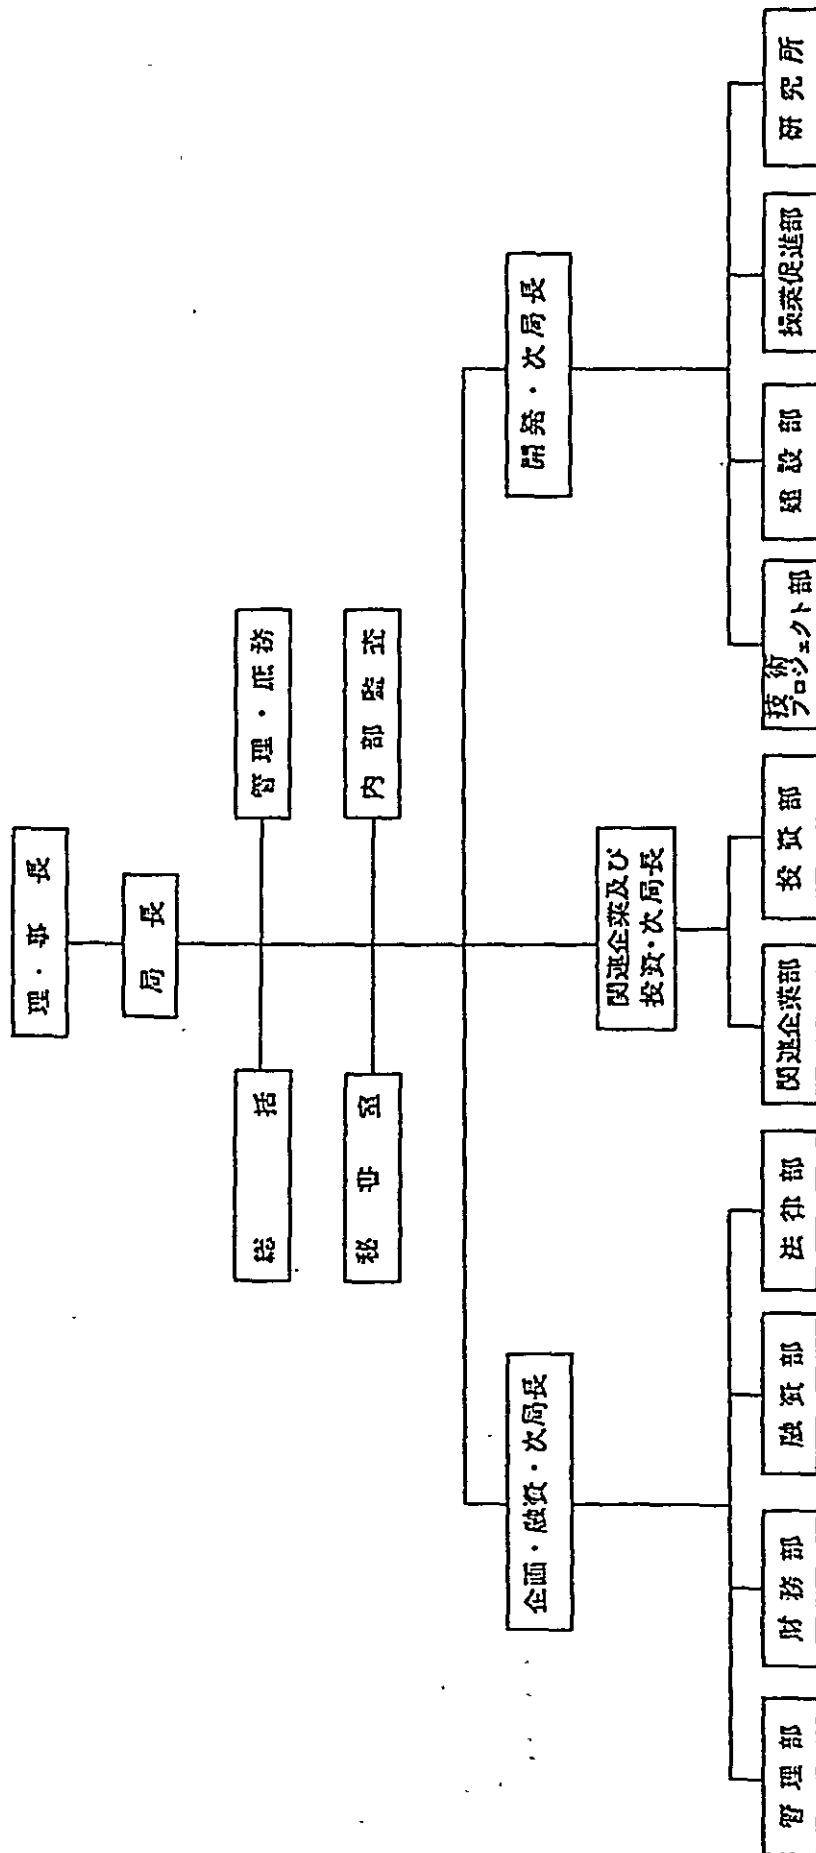 理・事長
局長
総括
管理・庶務
秘書室
内部監査
企画・融資・次局長
関連企業及び
投資・次局長
開発・次局長
管理部
財務部
融資部
法律部
関連企業部
投資部
技術
プロジェクト部
建設部
操業促進部
研究所